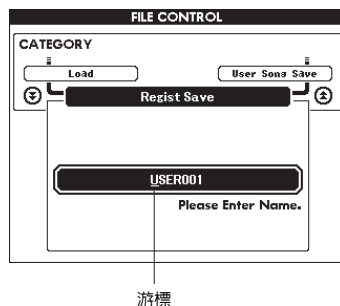 FILE CONTROL
CATEGORY
Load
User Song Save
Regist Save
USER001
Please Enter Name.
游標